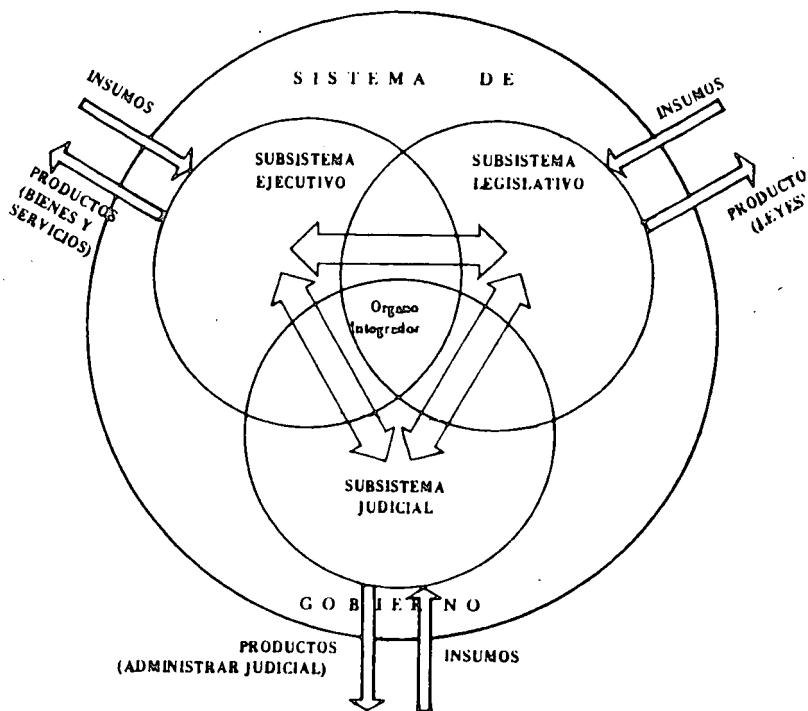 SISTEMA DE
INSUMOS
INSUMOS
SUBSISTEMA
EJECUTIVO
SUBSISTEMA
LEGISLATIVO
PRODUCTOS
(BIENES Y
SERVICIOS)
PRODUCTO
(LEYES)
Organo
Integrador
SUBSISTEMA
JUDICIAL
GOBIERNO
PRODUCTOS
(ADMINISTRAR JUDICIAL)
INSUMOS